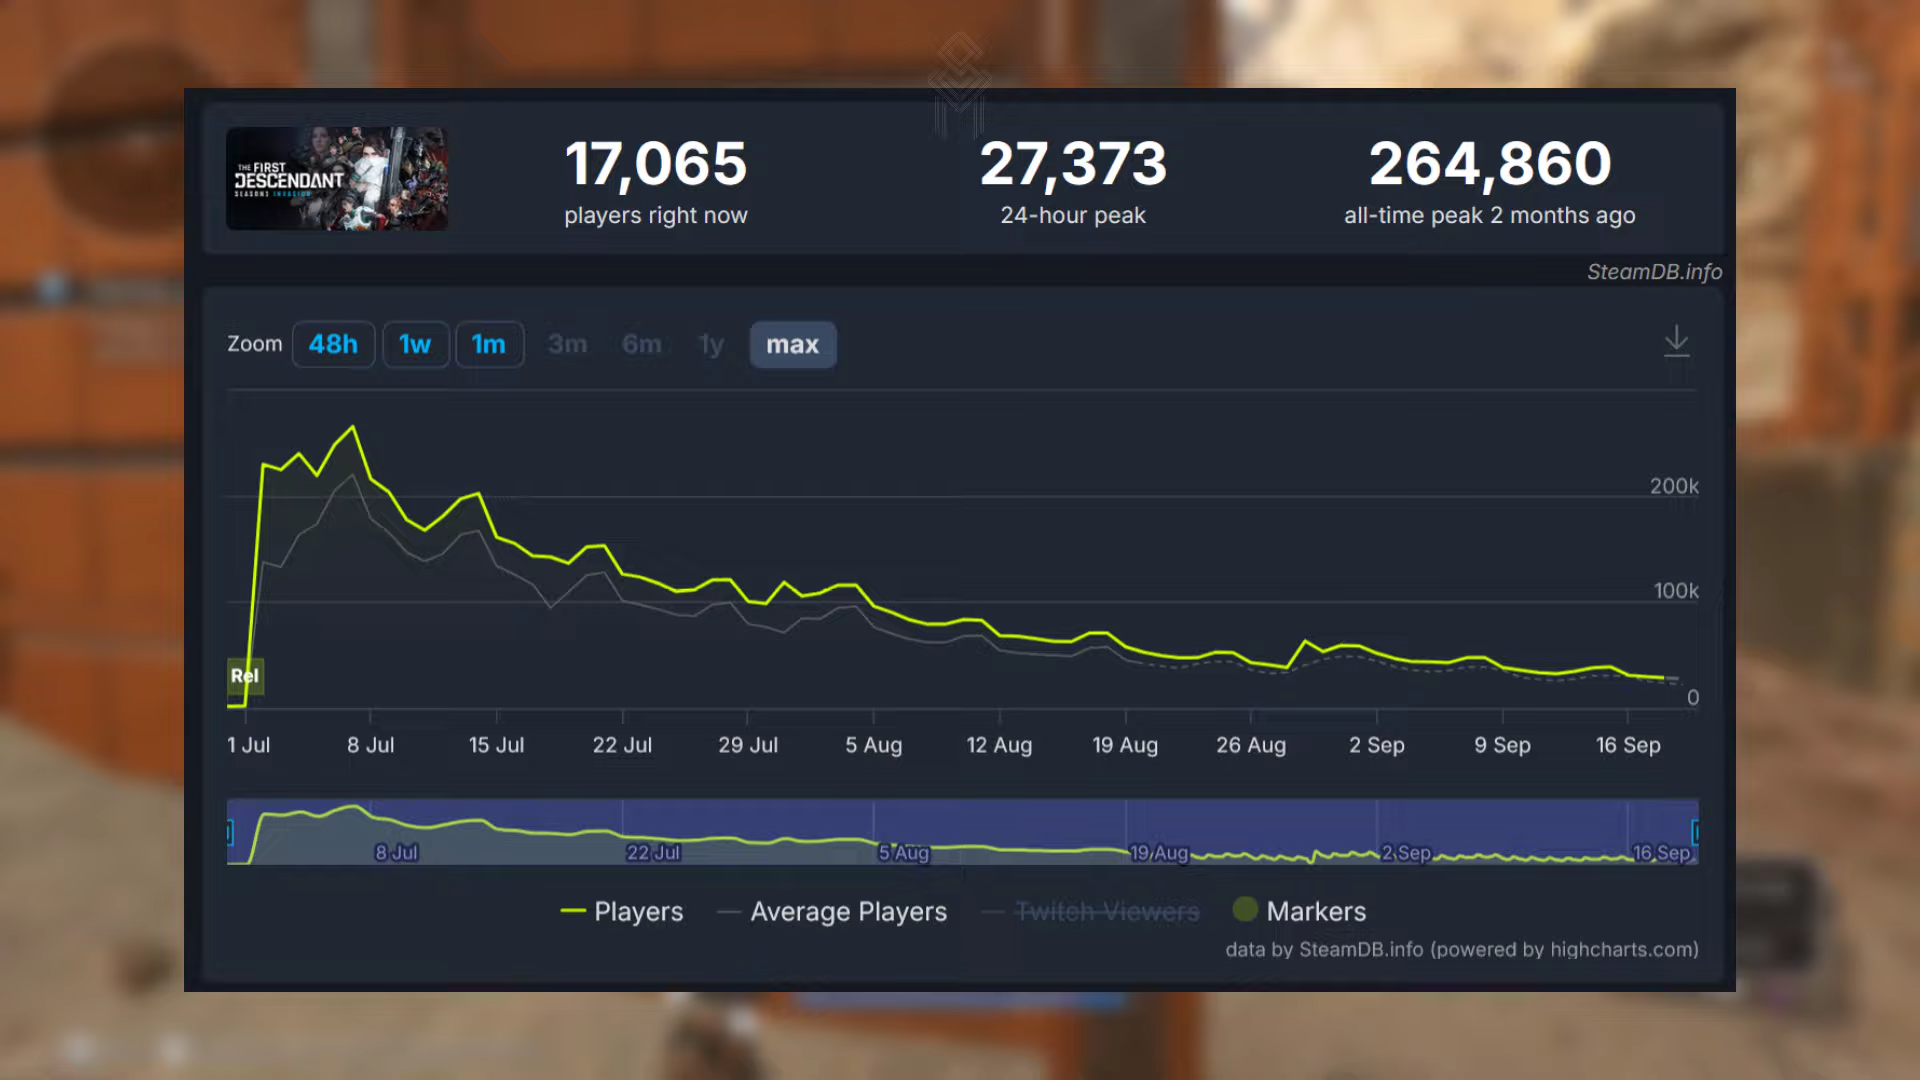 THE FIRST
DESCENDANT
SEASON 1 INVASION
17,065
players right now
27,373
24-hour peak
264,860
all-time peak 2 months ago
SteamDB.info
Zoom 48h 1w 1m 3m 6m 1y max
200k
100k
0
Rel
1 Jul 8 Jul 15 Jul 22 Jul 29 Jul 5 Aug 12 Aug 19 Aug 26 Aug 2 Sep 9 Sep 16 Sep
8 Jul 22 Jul 5 Aug 19 Aug 2 Sep 16 Sep
Players Average Players Twitch Viewers Markers
data by SteamDB.info (powered by highcharts.com)